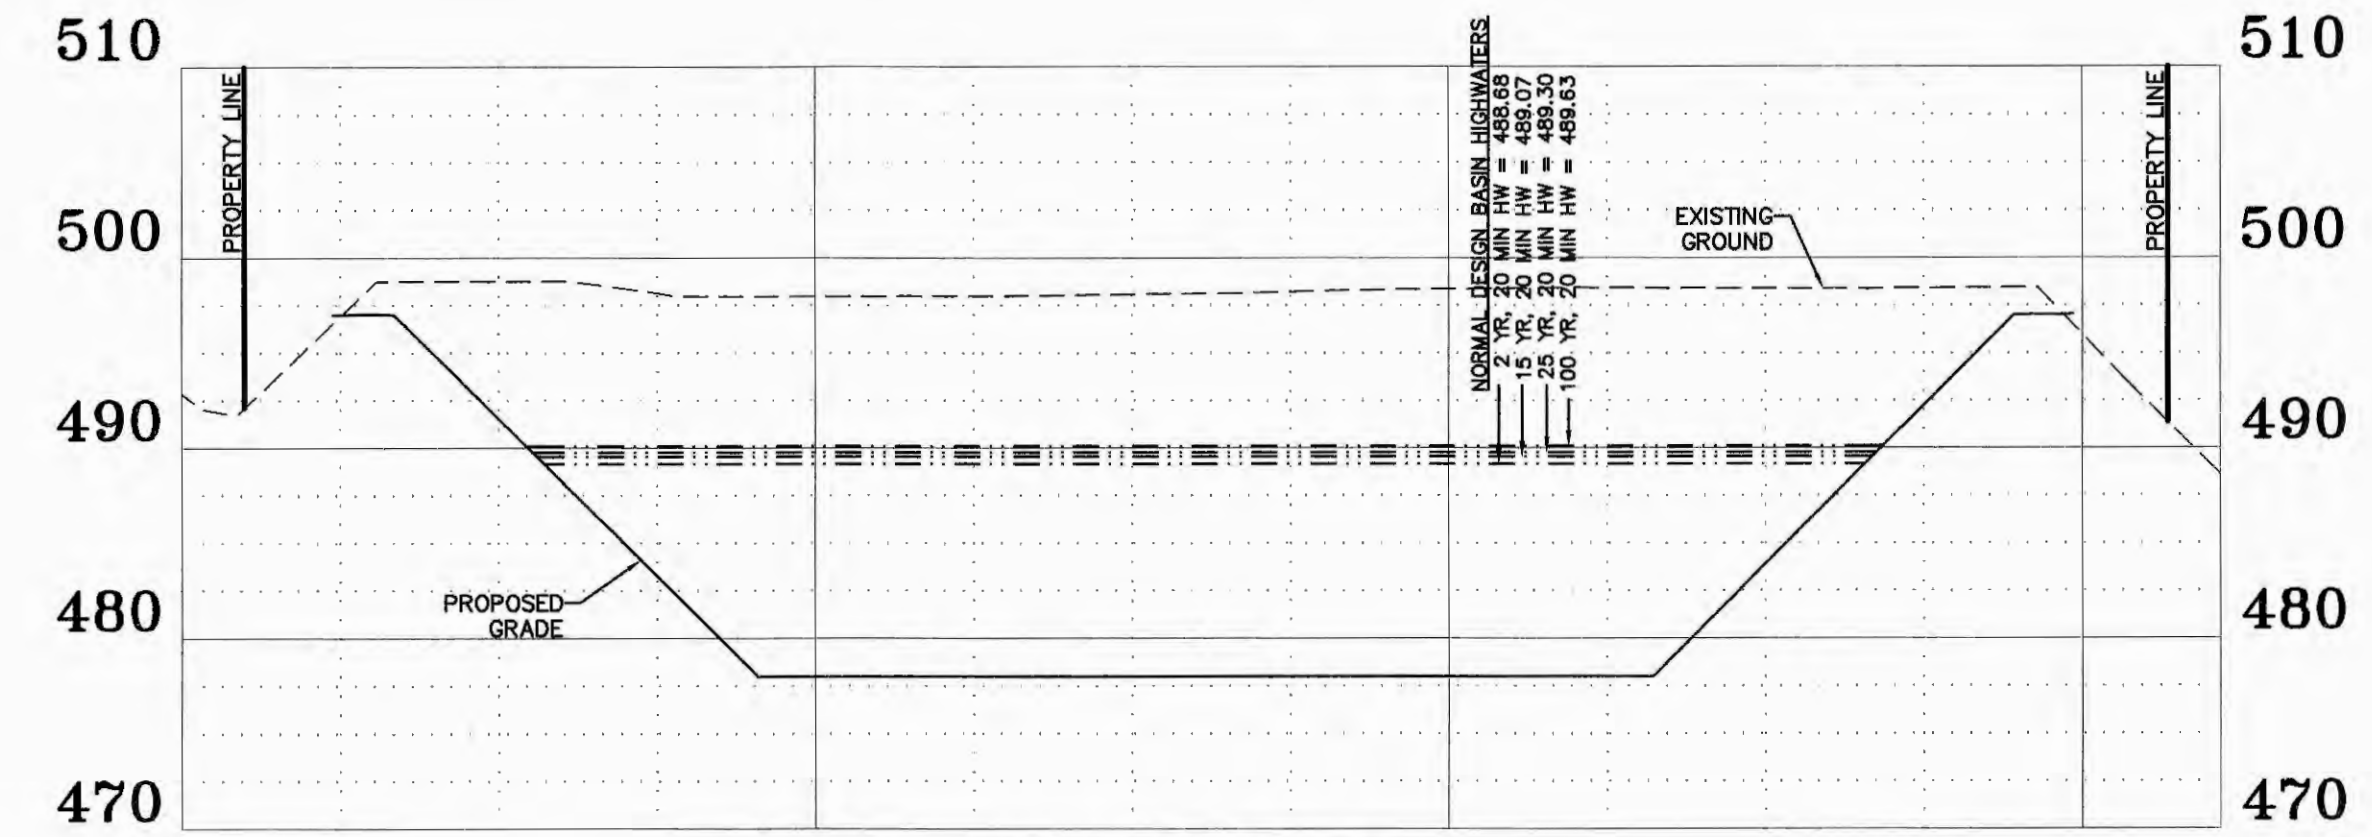 510
510
PROPERTY LINE
NORMAL DESIGN BASIN HIGHWATERS
2 YR, 20 MIN HW = 488.68
15 YR, 20 MIN HW = 489.07
25 YR, 20 MIN HW = 489.30
100 YR, 20 MIN HW = 489.63
PROPERTY LINE
500
500
EXISTING
GROUND
490
490
480
480
PROPOSED
GRADE
470
470